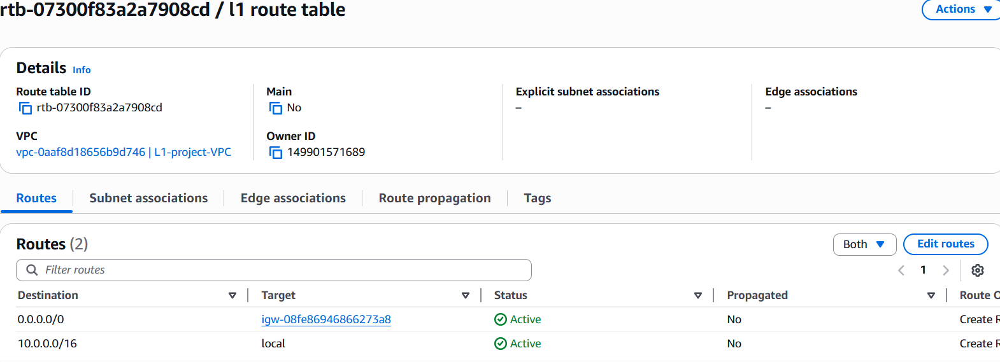 rtb-07300f83a2a7908cd / l1 route table
Actions
Details Info
Route table ID
rtb-07300f83a2a7908cd
Main
No
Explicit subnet associations
–
Edge associations
–
VPC
vpc-0aaf8d18656b9d746 | L1-project-VPC
Owner ID
149901571689
Routes Subnet associations Edge associations Route propagation Tags
Routes (2)
Both
Edit routes
Filter routes
1
Destination Target Status Propagated Route O
0.0.0.0/0 igw-08fe86946866273a8 Active No Create R
10.0.0.0/16 local Active No Create R